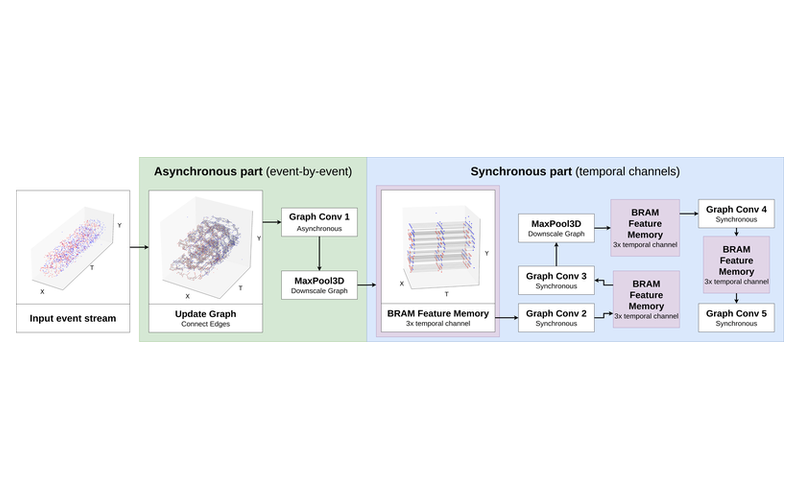 Asynchronous part (event-by-event)
Synchronous part (temporal channels)
Y
T
X
Input event stream
Y
T
X
Update Graph
Connect Edges
Graph Conv 1
Asynchronous
MaxPool3D
Downscale Graph
Y
X
T
BRAM Feature Memory
3x temporal channel
Graph Conv 2
Synchronous
BRAM
Feature
Memory
3x temporal channel
Graph Conv 3
Synchronous
MaxPool3D
Downscale Graph
BRAM
Feature
Memory
3x temporal channel
Graph Conv 4
Synchronous
BRAM
Feature
Memory
3x temporal channel
Graph Conv 5
Synchronous